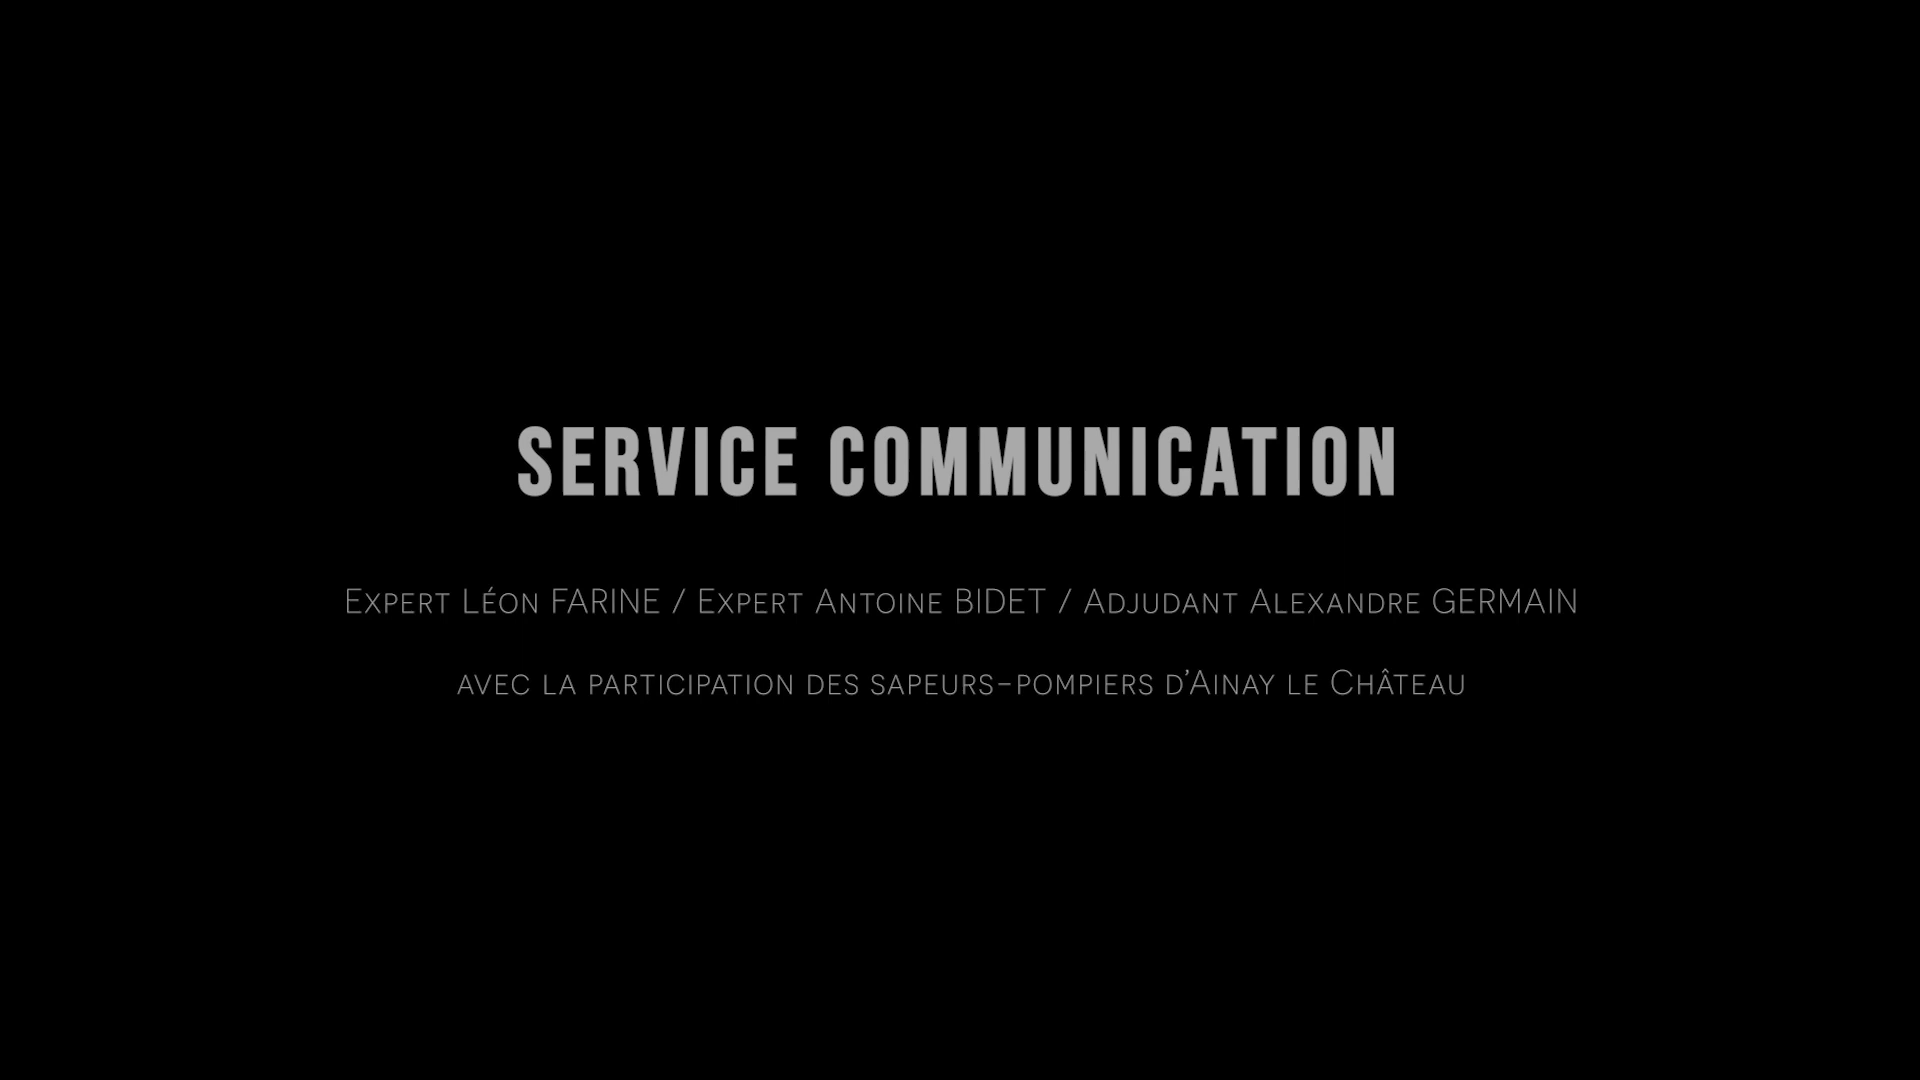 SERVICE COMMUNICATION
Expert Léon FARINE / Expert Antoine BIDET / Adjudant Alexandre GERMAIN
avec la participation des sapeurs-pompiers d’Ainay le Château